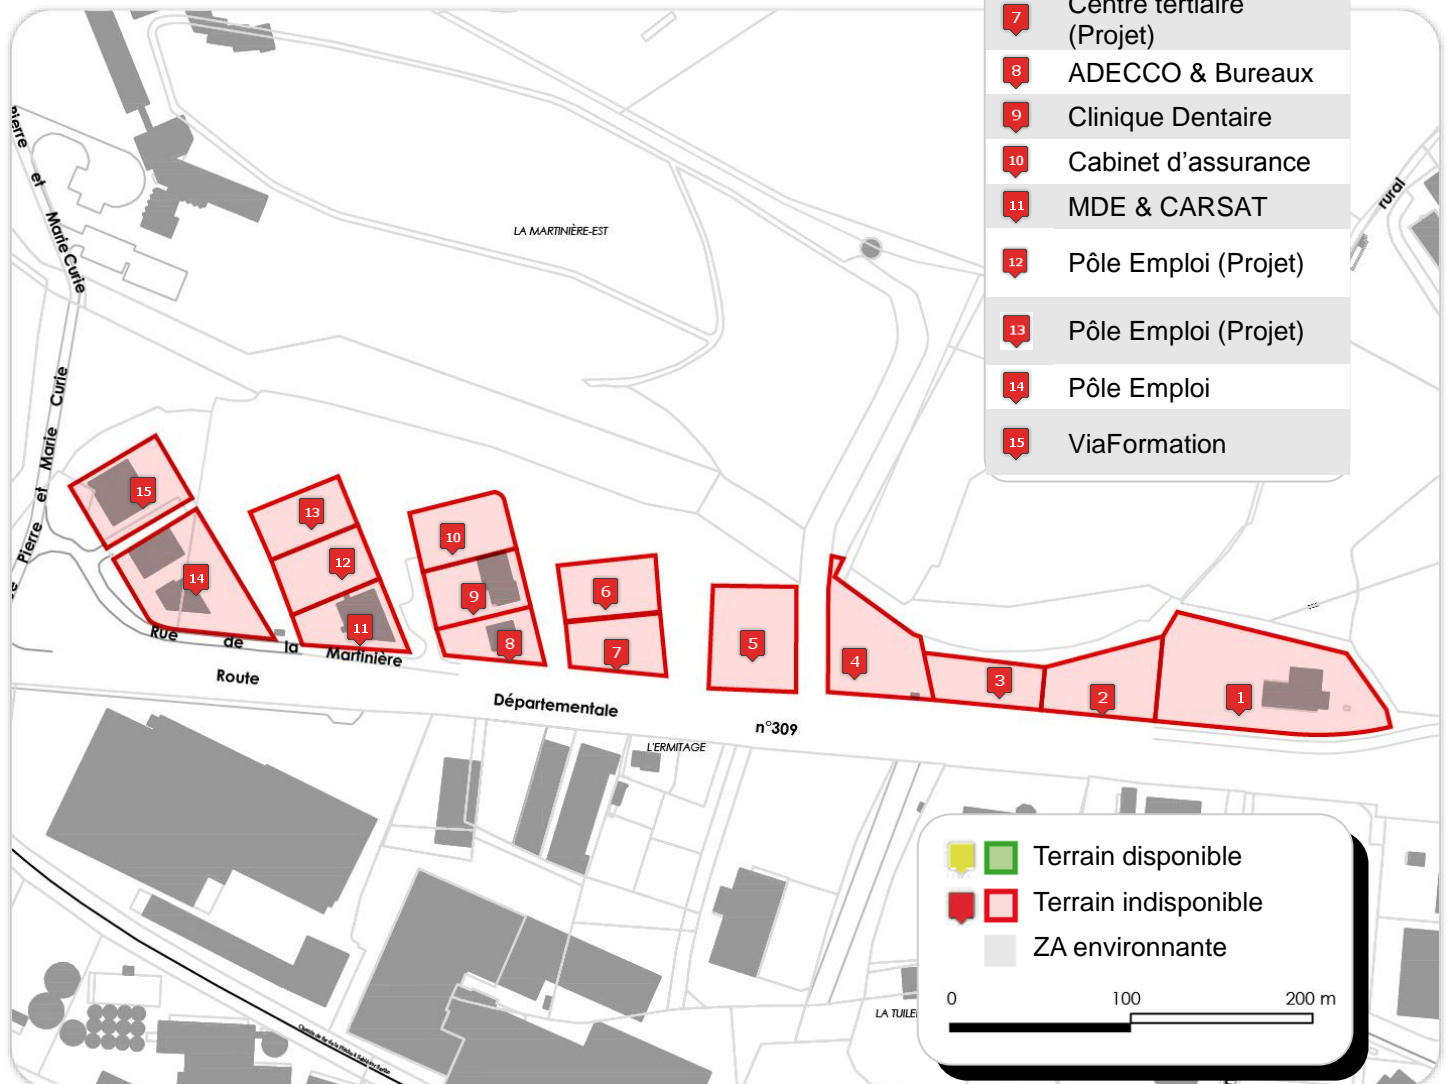 7
Centre tertiaire
(Projet)
8
ADECCO & Bureaux
9
Clinique Dentaire
10
Cabinet d’assurance
11
MDE & CARSAT
12
Pôle Emploi (Projet)
13
Pôle Emploi (Projet)
14
Pôle Emploi
15
ViaFormation
Pierre et Marie Curie
LA MARTINIÈRE-EST
rural
Pierre et Marie Curie
15
14
13
12
11
10
9
8
6
7
5
4
3
2
1
Rue de la Martinière
Route Départementale n°309
L'ERMITAGE
LA TUILE
Terrain disponible
Terrain indisponible
ZA environnante
0 100 200 m